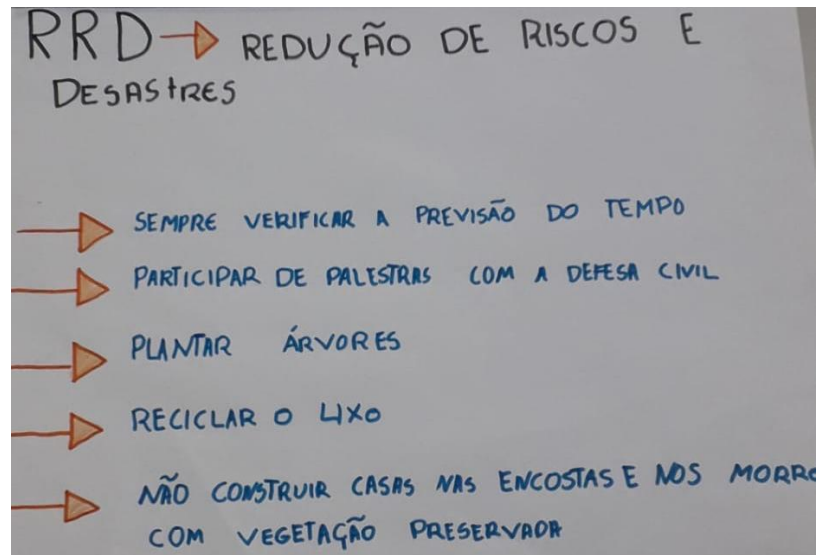 RRD → REDUÇÃO DE RISCOS E
DESASTRES
SEMPRE VERIFICAR A PREVISÃO DO TEMPO
PARTICIPAR DE PALESTRAS COM A DEFESA CIVIL
PLANTAR ÁRVORES
RECICLAR O LIXO
NÃO CONSTRUIR CASAS NAS ENCOSTAS E NOS MORRO
COM VEGETAÇÃO PRESERVADA